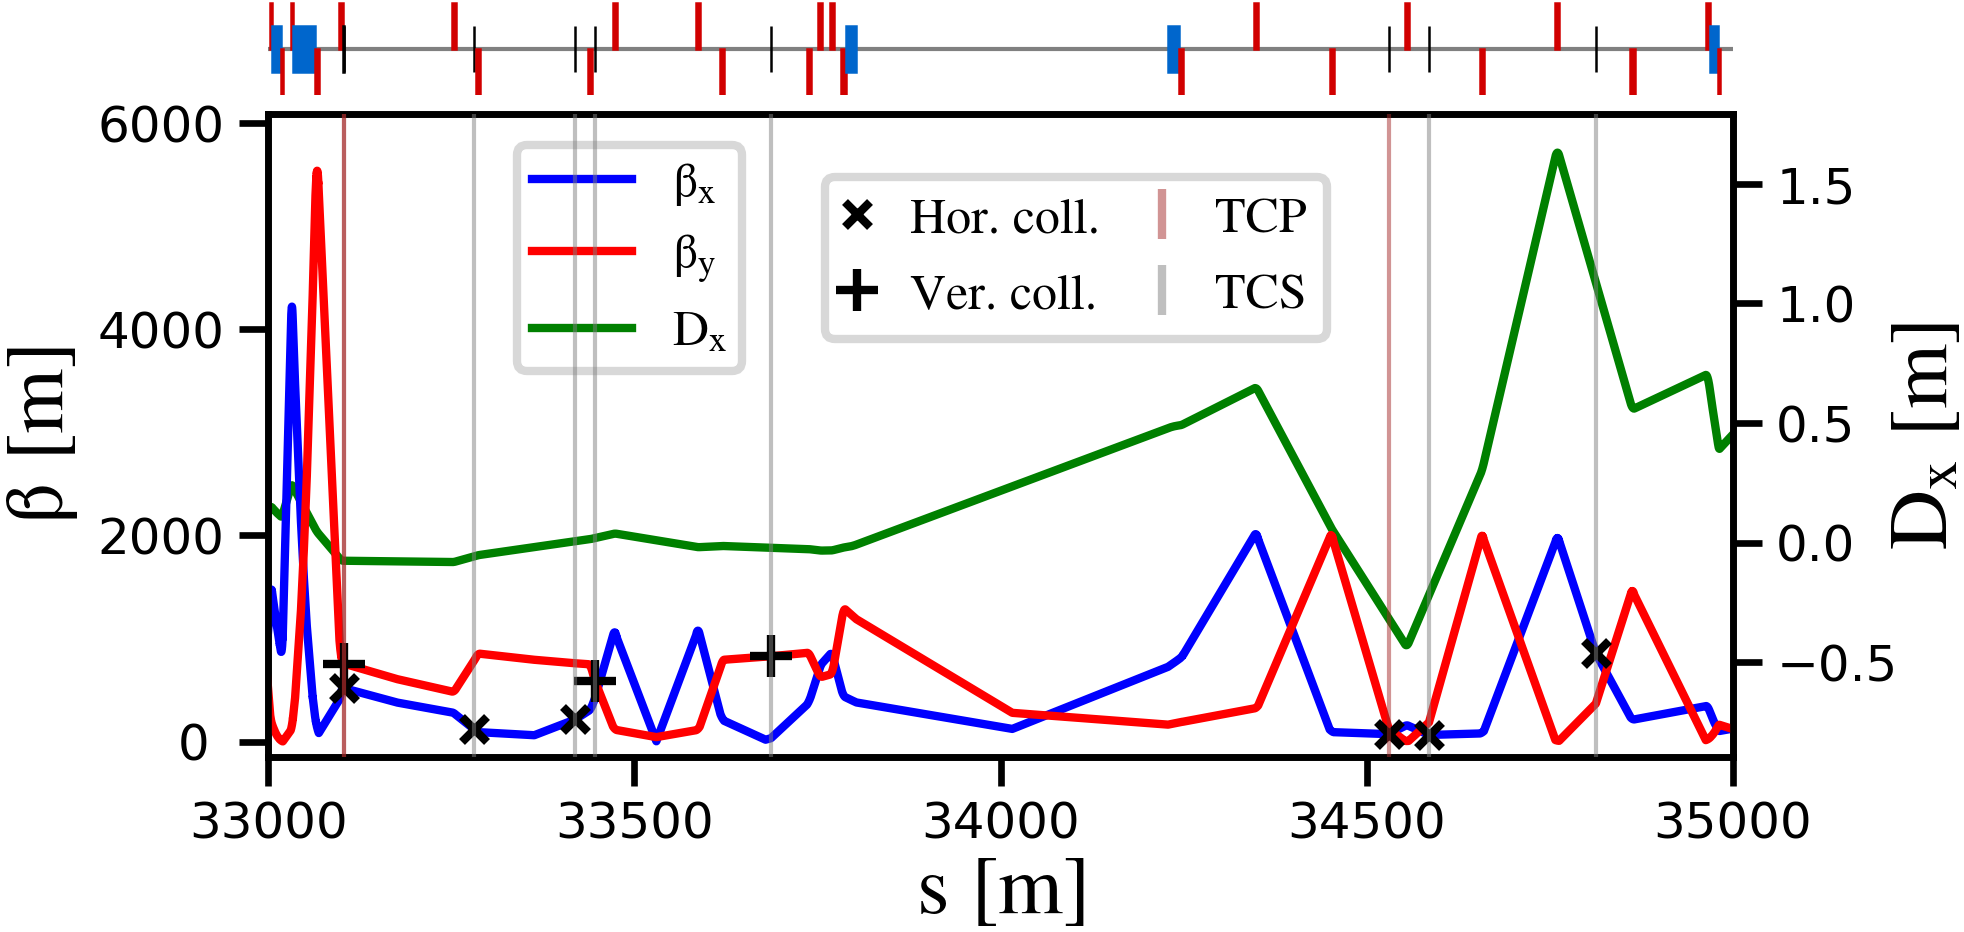 6000
4000
2000
0
β [m]
βx
βy
Dx
Hor. coll.
Ver. coll.
TCP
TCS
1.5
1.0
0.5
0.0
−0.5
Dx [m]
33000
33500
34000
34500
35000
s [m]